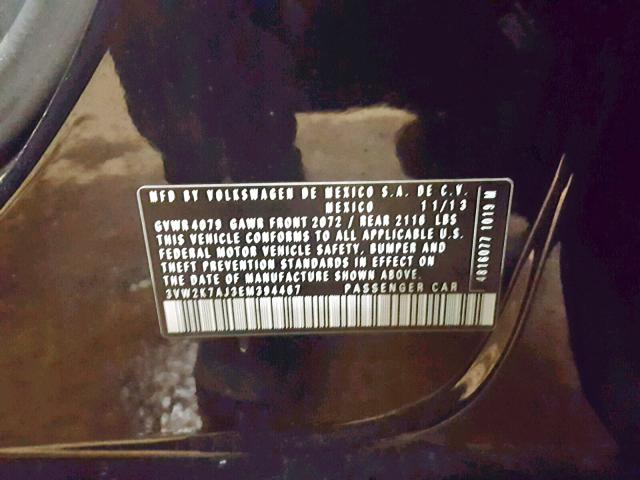 MFD BY VOLKSWAGEN DE MEXICO S.A. DE C.V.
MEXICO 11/13
GVWR 4079 GAWR FRONT 2072 / REAR 2116 LBS
THIS VEHICLE CONFORMS TO ALL APPLICABLE U.S.
FEDERAL MOTOR VEHICLE SAFETY, BUMPER AND
THEFT PREVENTION STANDARDS IN EFFECT ON
THE DATE OF MANUFACTURE SHOWN ABOVE.
3VW2K7AJ3EM394467 PASSENGER CAR